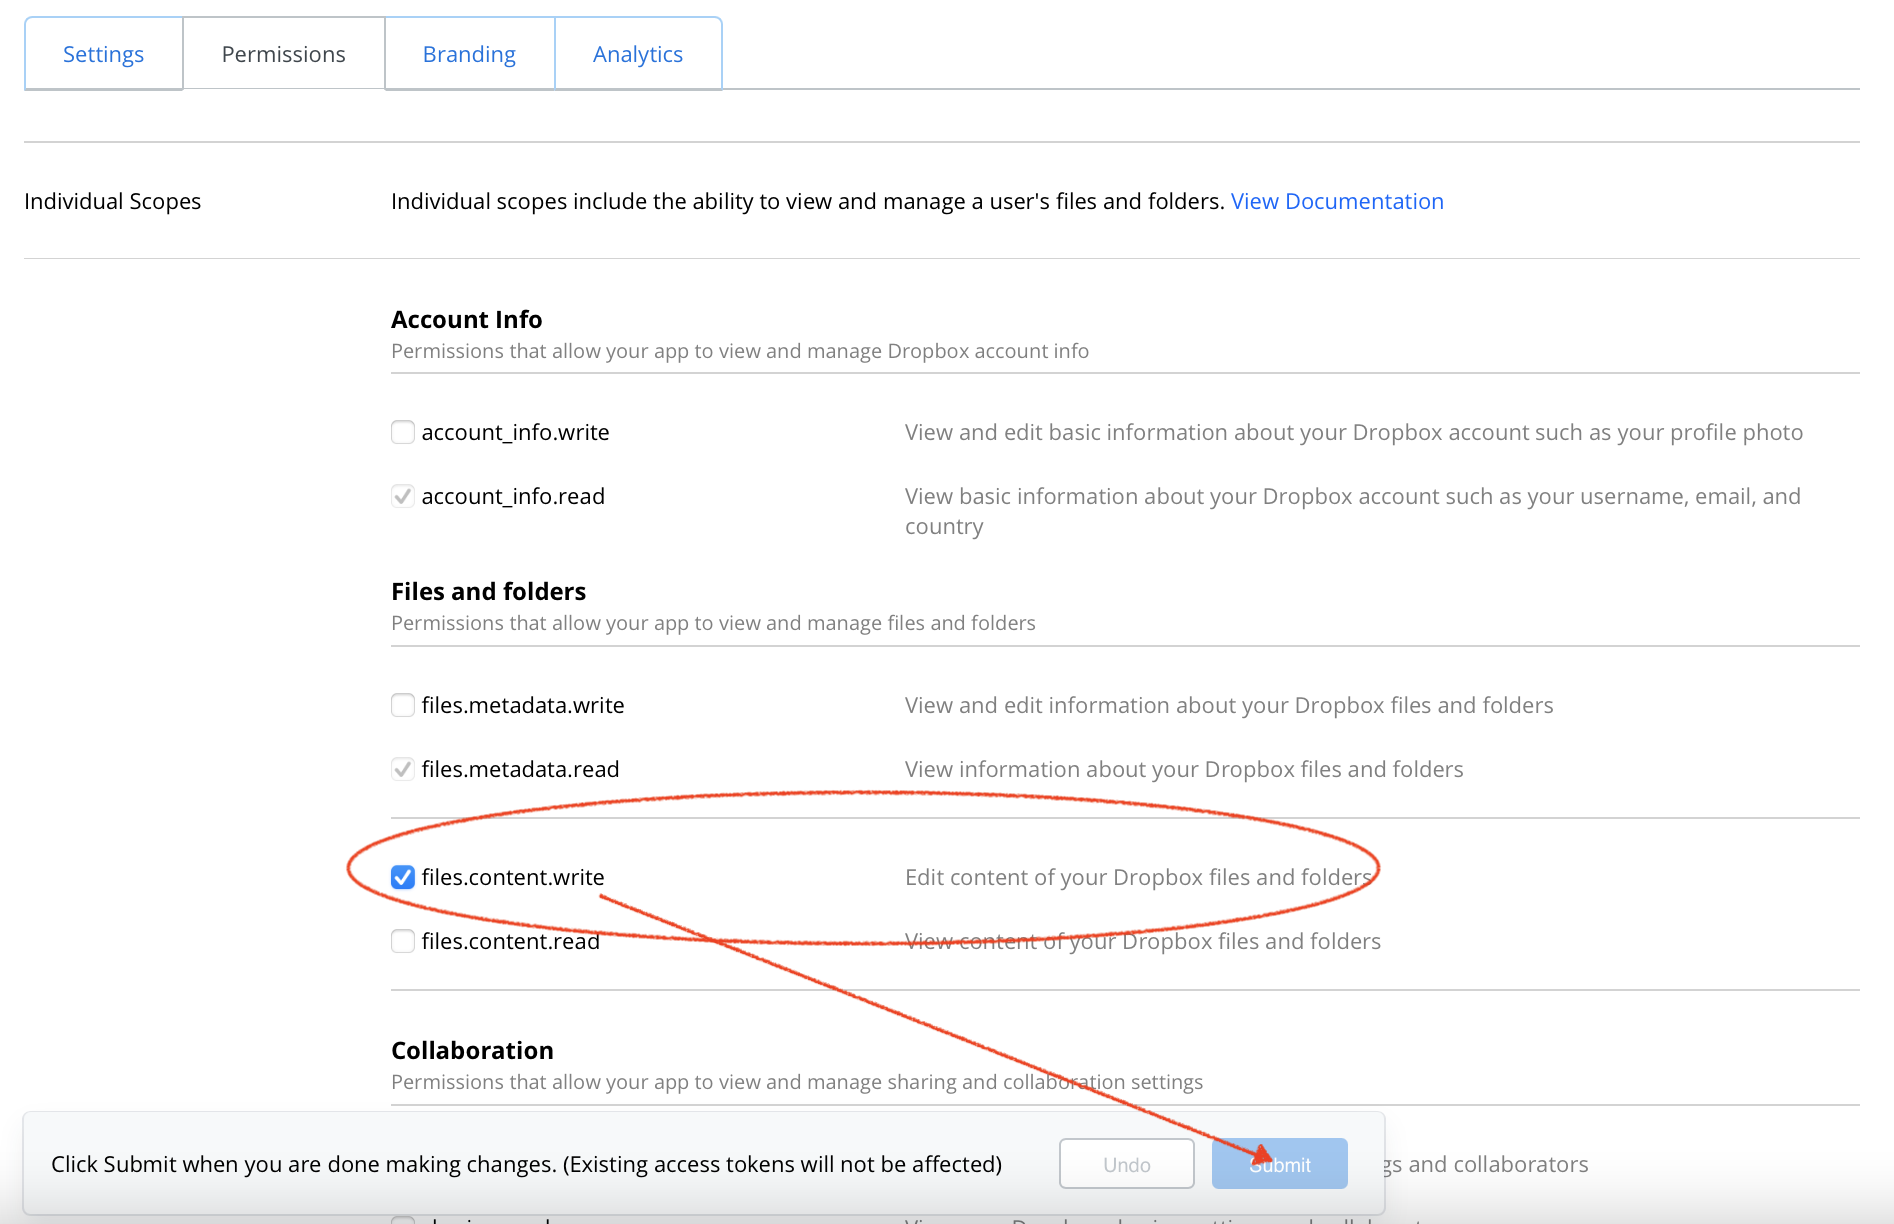 Settings
Permissions
Branding
Analytics
Individual Scopes
Individual scopes include the ability to view and manage a user's files and folders. View Documentation
Account Info
Permissions that allow your app to view and manage Dropbox account info
account_info.write
View and edit basic information about your Dropbox account such as your profile photo
account_info.read
View basic information about your Dropbox account such as your username, email, and
country
Files and folders
Permissions that allow your app to view and manage files and folders
files.metadata.write
View and edit information about your Dropbox files and folders
files.metadata.read
View information about your Dropbox files and folders
files.content.write
Edit content of your Dropbox files and folders
files.content.read
View content of your Dropbox files and folders
Collaboration
Permissions that allow your app to view and manage sharing and collaboration settings
Click Submit when you are done making changes. (Existing access tokens will not be affected)
Undo
Submit
gs and collaborators